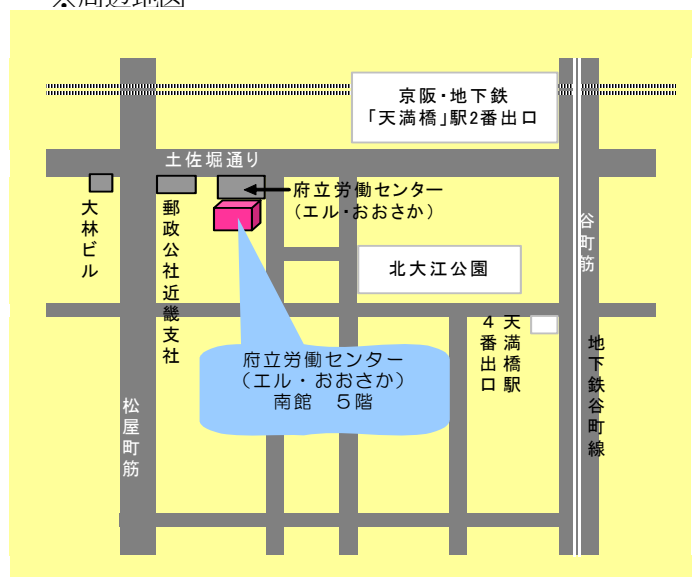 ※周辺地図
京阪・地下鉄
「天満橋」駅2番出口
土佐堀通り
府立労働センター
(エル・おおさか)
大林ビル
郵政公社近畿支社
谷町筋
北大江公園
天満橋駅
4番出口
地下鉄谷町線
府立労働センター
(エル・おおさか)
南館 5階
松屋町筋